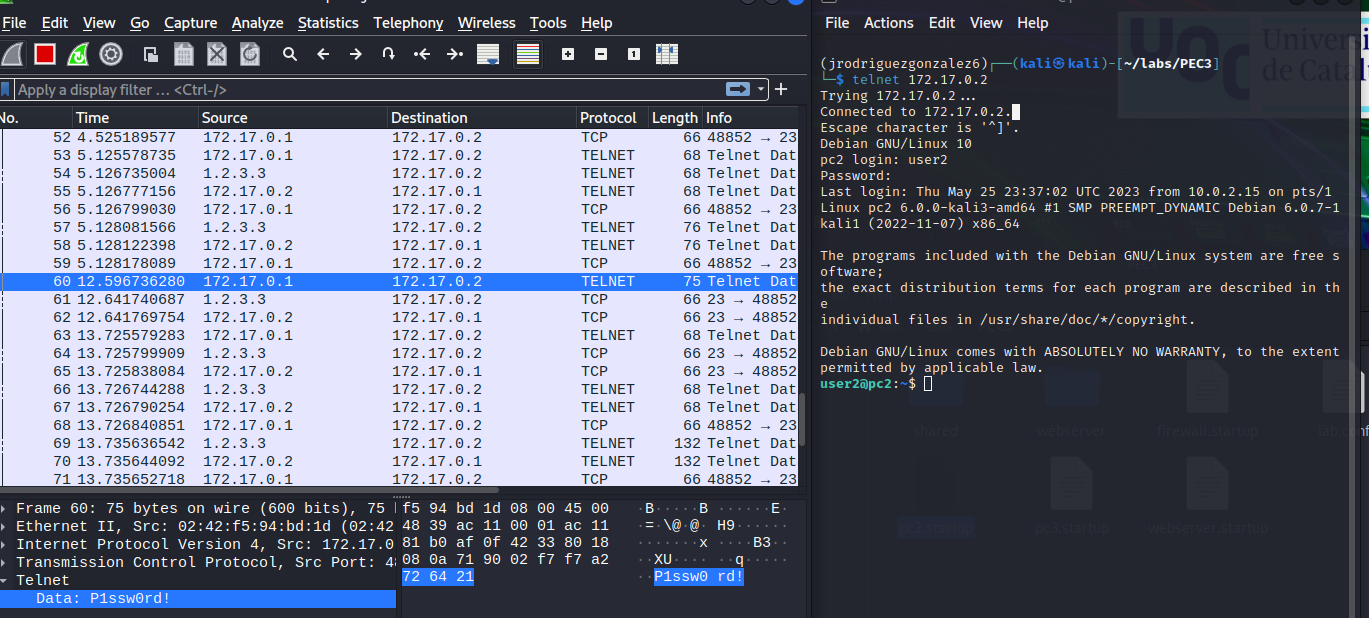 File Edit View Go Capture Analyze Statistics Telephony Wireless Tools Help
Apply a display filter ... <Ctrl-/>
No. Time Source Destination Protocol Length Info
52 4.525189577 172.17.0.1 172.17.0.2 TCP 66 48852 → 23
53 5.125578735 172.17.0.1 172.17.0.2 TELNET 68 Telnet Dat
54 5.126735004 1.2.3.3 172.17.0.2 TELNET 68 Telnet Dat
55 5.126777156 172.17.0.2 172.17.0.1 TELNET 68 Telnet Dat
56 5.126799030 172.17.0.1 172.17.0.2 TCP 66 48852 → 23
57 5.128081566 1.2.3.3 172.17.0.2 TELNET 76 Telnet Dat
58 5.128122398 172.17.0.2 172.17.0.1 TELNET 76 Telnet Dat
59 5.128178089 172.17.0.1 172.17.0.2 TCP 66 48852 → 23
60 12.596736280 172.17.0.1 172.17.0.2 TELNET 75 Telnet Dat
61 12.641740687 1.2.3.3 172.17.0.2 TCP 66 23 → 48852
62 12.641769754 172.17.0.2 172.17.0.1 TCP 66 23 → 48852
63 13.725579283 172.17.0.1 172.17.0.2 TELNET 68 Telnet Dat
64 13.725799909 1.2.3.3 172.17.0.2 TCP 66 23 → 48852
65 13.725838084 172.17.0.2 172.17.0.1 TCP 66 23 → 48852
66 13.726744288 1.2.3.3 172.17.0.2 TELNET 68 Telnet Dat
67 13.726790254 172.17.0.2 172.17.0.1 TELNET 68 Telnet Dat
68 13.726840851 172.17.0.1 172.17.0.2 TCP 66 48852 → 23
69 13.735636542 1.2.3.3 172.17.0.2 TELNET 132 Telnet Dat
70 13.735644092 172.17.0.2 172.17.0.1 TELNET 132 Telnet Dat
71 13.735652718 172.17.0.1 172.17.0.2 TCP 66 48852 → 23
Frame 60: 75 bytes on wire (600 bits), 75
Ethernet II, Src: 02:42:f5:94:bd:1d (02:42
Internet Protocol Version 4, Src: 172.17.0
Transmission Control Protocol, Src Port: 48
Telnet
Data: P1ssw0rd!
f5 94 bd 1d 08 00 45 00 ·B·····B ······E·
48 39 ac 11 00 01 ac 11 ·=·\@·@· H9······
81 b0 af 0f 42 33 80 18 ·······x ····B3··
08 0a 71 90 02 f7 f7 a2 ··XU···· ··q·····
72 64 21 ··P1ssw0 rd!
File Actions Edit View Help
Univers
de Catal
(jrodriguezgonzalez6)┌──(kali㉿kali)-[~/labs/PEC3]
└─$ telnet 172.17.0.2
Trying 172.17.0.2...
Connected to 172.17.0.2.
Escape character is '^]'.
Debian GNU/Linux 10
pc2 login: user2
Password:
Last login: Thu May 25 23:37:02 UTC 2023 from 10.0.2.15 on pts/1
Linux pc2 6.0.0-kali3-amd64 #1 SMP PREEMPT_DYNAMIC Debian 6.0.7-1
kali1 (2022-11-07) x86_64
The programs included with the Debian GNU/Linux system are free s
oftware;
the exact distribution terms for each program are described in th
e
individual files in /usr/share/doc/*/copyright.
Debian GNU/Linux comes with ABSOLUTELY NO WARRANTY, to the extent
permitted by applicable law.
user2@pc2:~$
shared webserver firewall.startup lab.conf
pc2.startup pc3.startup webserver.startup